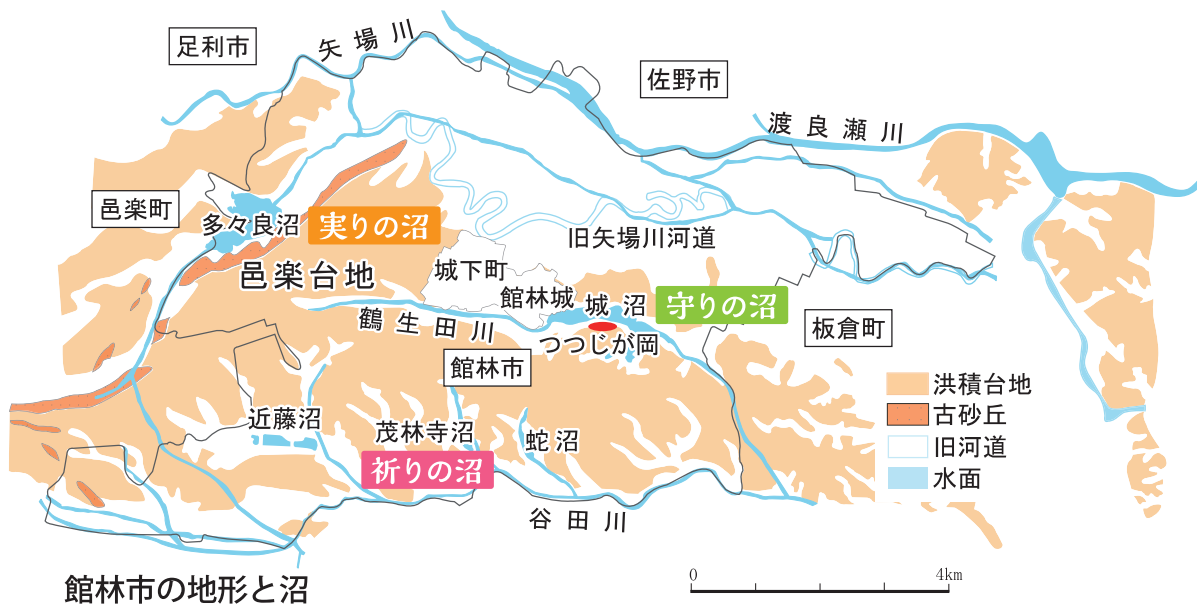 足利市
矢場川
佐野市
渡良瀬川
邑楽町
多々良沼
実りの沼
旧矢場川河道
邑楽台地
城下町
館林城
城沼
守りの沼
鶴生田川
つつじが岡
板倉町
館林市
近藤沼
茂林寺沼
蛇沼
祈りの沼
谷田川
洪積台地
古砂丘
旧河道
水面
館林市の地形と沼
0
4km